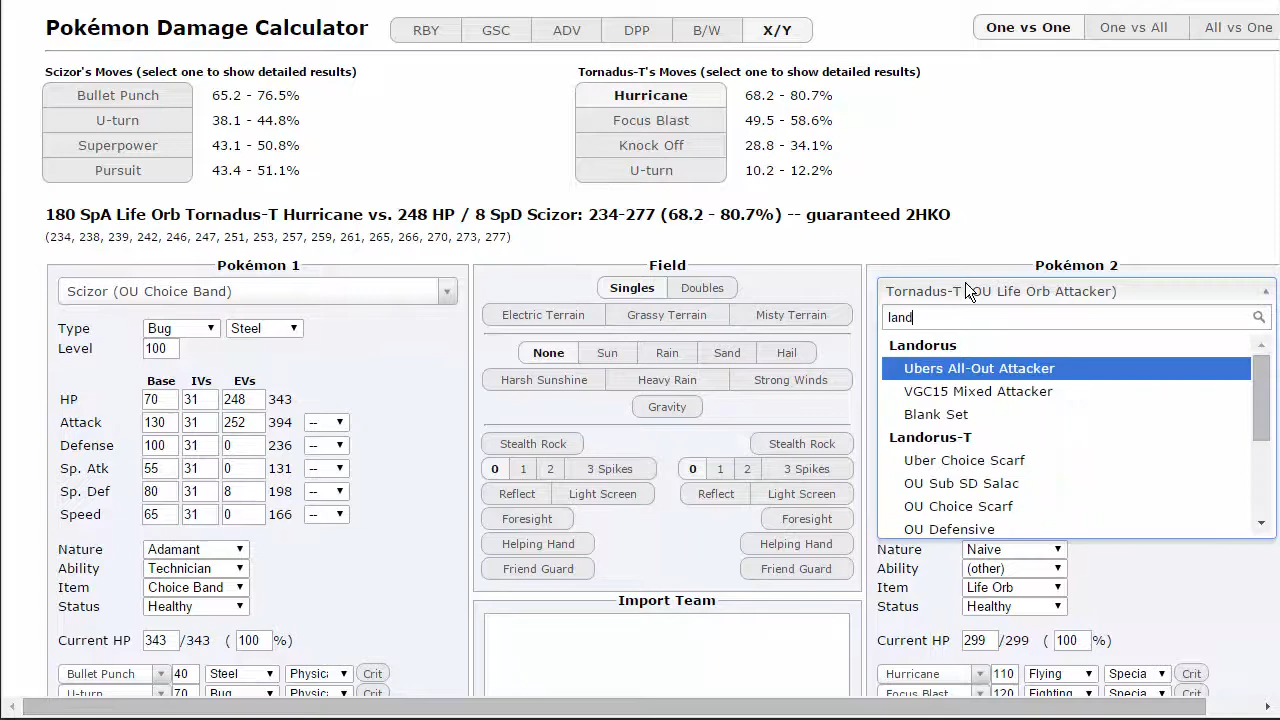 Pokémon Damage Calculator
RBY GSC ADV DPP B/W X/Y
One vs One One vs All All vs One
Scizor's Moves (select one to show detailed results)
Bullet Punch 65.2 - 76.5%
U-turn 38.1 - 44.8%
Superpower 43.1 - 50.8%
Pursuit 43.4 - 51.1%
Tornadus-T's Moves (select one to show detailed results)
Hurricane 68.2 - 80.7%
Focus Blast 49.5 - 58.6%
Knock Off 28.8 - 34.1%
U-turn 10.2 - 12.2%
180 SpA Life Orb Tornadus-T Hurricane vs. 248 HP / 8 SpD Scizor: 234-277 (68.2 - 80.7%) -- guaranteed 2HKO
(234, 238, 239, 242, 246, 247, 251, 253, 257, 259, 261, 265, 266, 270, 273, 277)
Pokémon 1
Scizor (OU Choice Band)
Type Bug Steel
Level 100
Base IVs EVs
HP 70 31 248 343
Attack 130 31 252 394 --
Defense 100 31 0 236 --
Sp. Atk 55 31 0 131 --
Sp. Def 80 31 8 198 --
Speed 65 31 0 166 --
Nature Adamant
Ability Technician
Item Choice Band
Status Healthy
Current HP 343 /343 ( 100 %)
Bullet Punch 40 Steel Physic Crit
U-turn 70 Bug Physic Crit
Field
Singles Doubles
Electric Terrain Grassy Terrain Misty Terrain
None Sun Rain Sand Hail
Harsh Sunshine Heavy Rain Strong Winds
Gravity
Stealth Rock Stealth Rock
0 1 2 3 Spikes 0 1 2 3 Spikes
Reflect Light Screen Reflect Light Screen
Foresight Foresight
Helping Hand Helping Hand
Friend Guard Friend Guard
Import Team
Pokémon 2
Tornadus-T (OU Life Orb Attacker)
land
Landorus
Ubers All-Out Attacker
VGC15 Mixed Attacker
Blank Set
Landorus-T
Uber Choice Scarf
OU Sub SD Salac
OU Choice Scarf
OU Defensive
Nature Naive
Ability (other)
Item Life Orb
Status Healthy
Current HP 299 /299 ( 100 %)
Hurricane 110 Flying Specia Crit
Focus Blast 120 Fighting Specia Crit